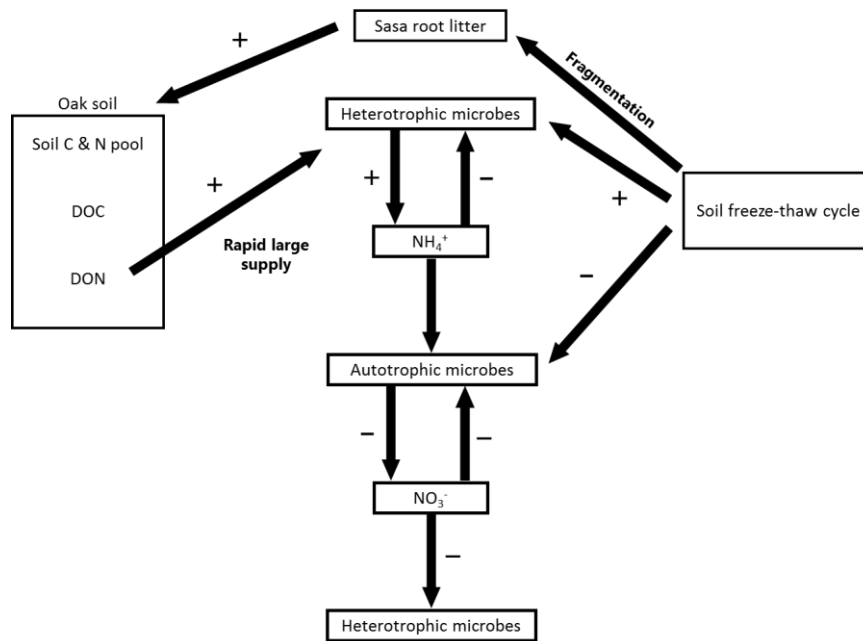 Sasa root litter
+
Fragmentation
Oak soil
Soil C & N pool
DOC
DON
+
Rapid large
supply
Heterotrophic microbes
+
−
+
Soil freeze-thaw cycle
NH₄⁺
−
Autotrophic microbes
−
−
NO₃⁻
−
Heterotrophic microbes